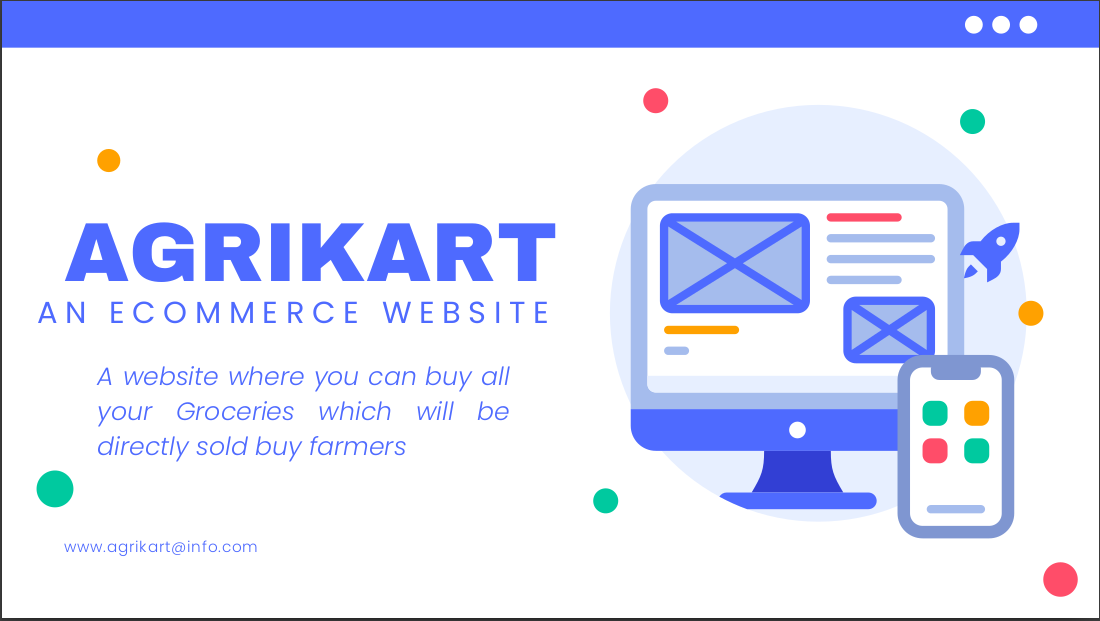 AGRIKART
AN ECOMMERCE WEBSITE
A website where you can buy all
your Groceries which will be
directly sold buy farmers
www.agrikart@info.com